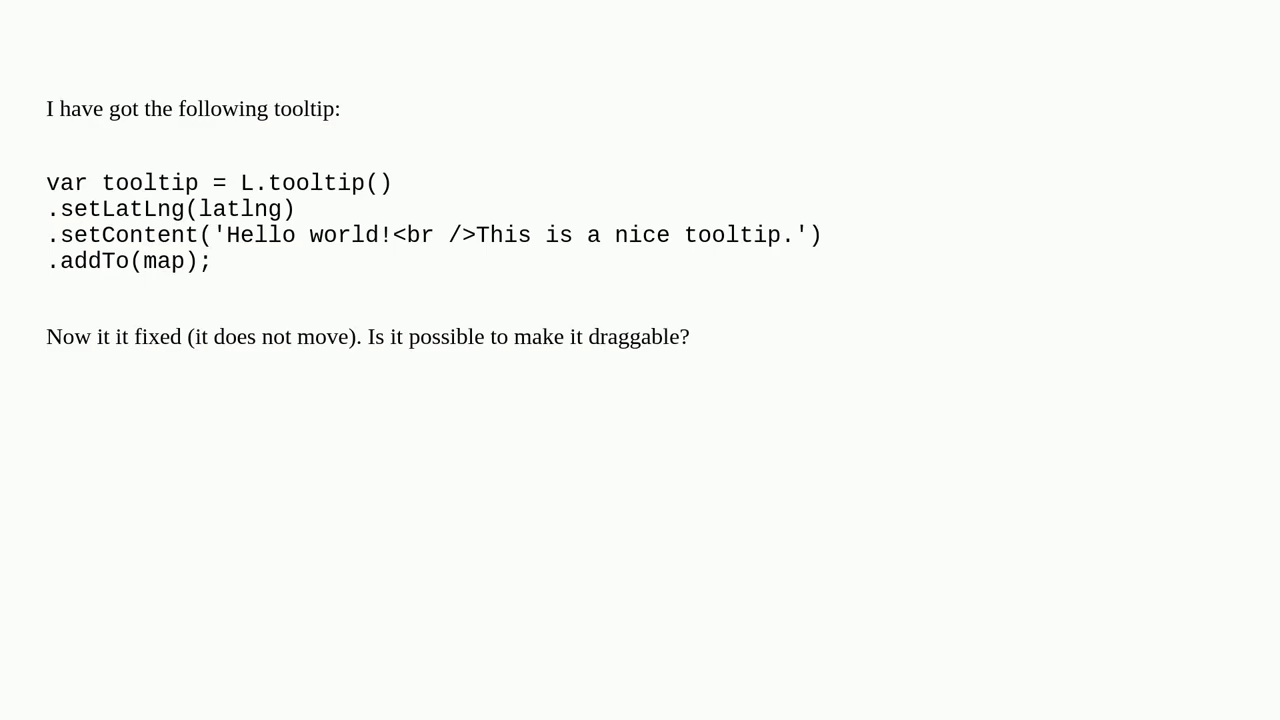 I have got the following tooltip:
var tooltip = L.tooltip()
.setLatLng(latlng)
.setContent('Hello world!<br />This is a nice tooltip.')
.addTo(map);
Now it it fixed (it does not move). Is it possible to make it draggable?